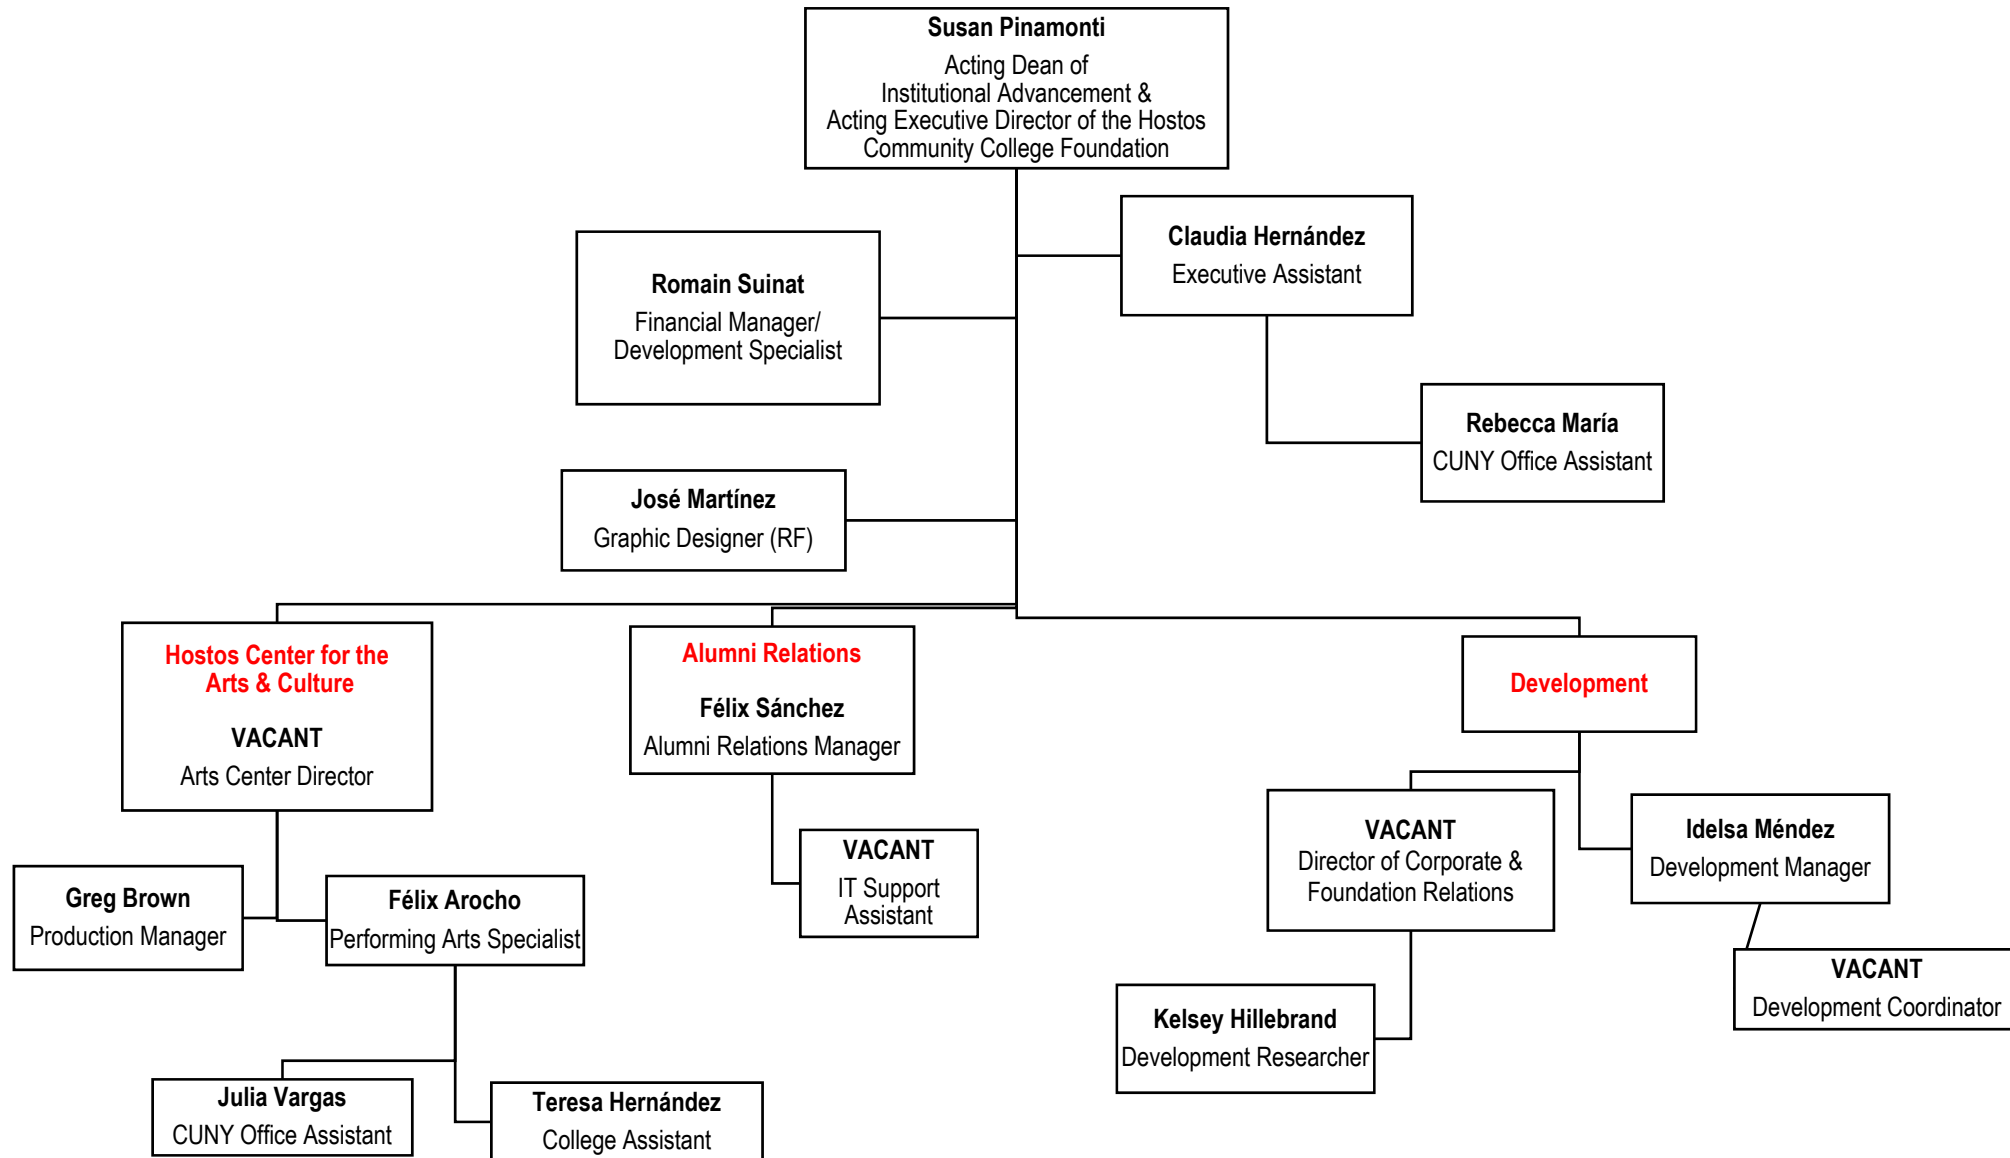 Susan Pinamonti
Acting Dean of
Institutional Advancement &
Acting Executive Director of the Hostos
Community College Foundation
Claudia Hernández
Executive Assistant
Romain Suinat
Financial Manager/
Development Specialist
Rebecca María
CUNY Office Assistant
José Martínez
Graphic Designer (RF)
Hostos Center for the
Arts & Culture
VACANT
Arts Center Director
Alumni Relations
Félix Sánchez
Alumni Relations Manager
Development
VACANT
IT Support
Assistant
VACANT
Director of Corporate &
Foundation Relations
Idelsa Méndez
Development Manager
Greg Brown
Production Manager
Félix Arocho
Performing Arts Specialist
VACANT
Development Coordinator
Kelsey Hillebrand
Development Researcher
Julia Vargas
CUNY Office Assistant
Teresa Hernández
College Assistant